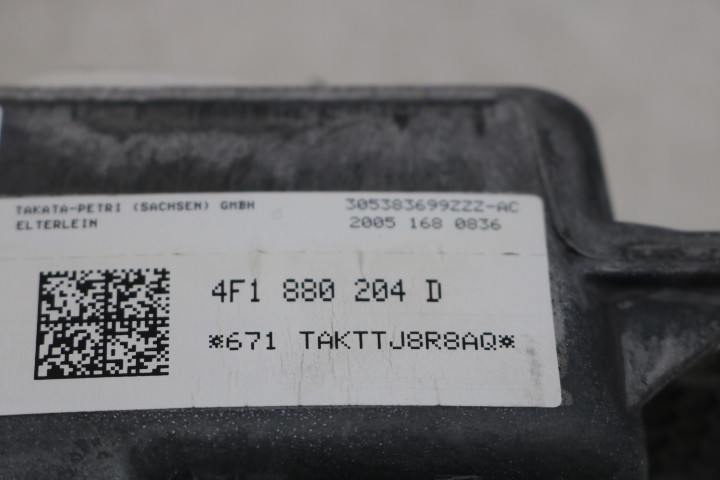 TAKATA-PETRI (SACHSEN) GMBH 305383699ZZZ-AC
ELTERLEIN 2005 168 0836
4F1 880 204 D
*671 TAKTTJ8R8AQ*